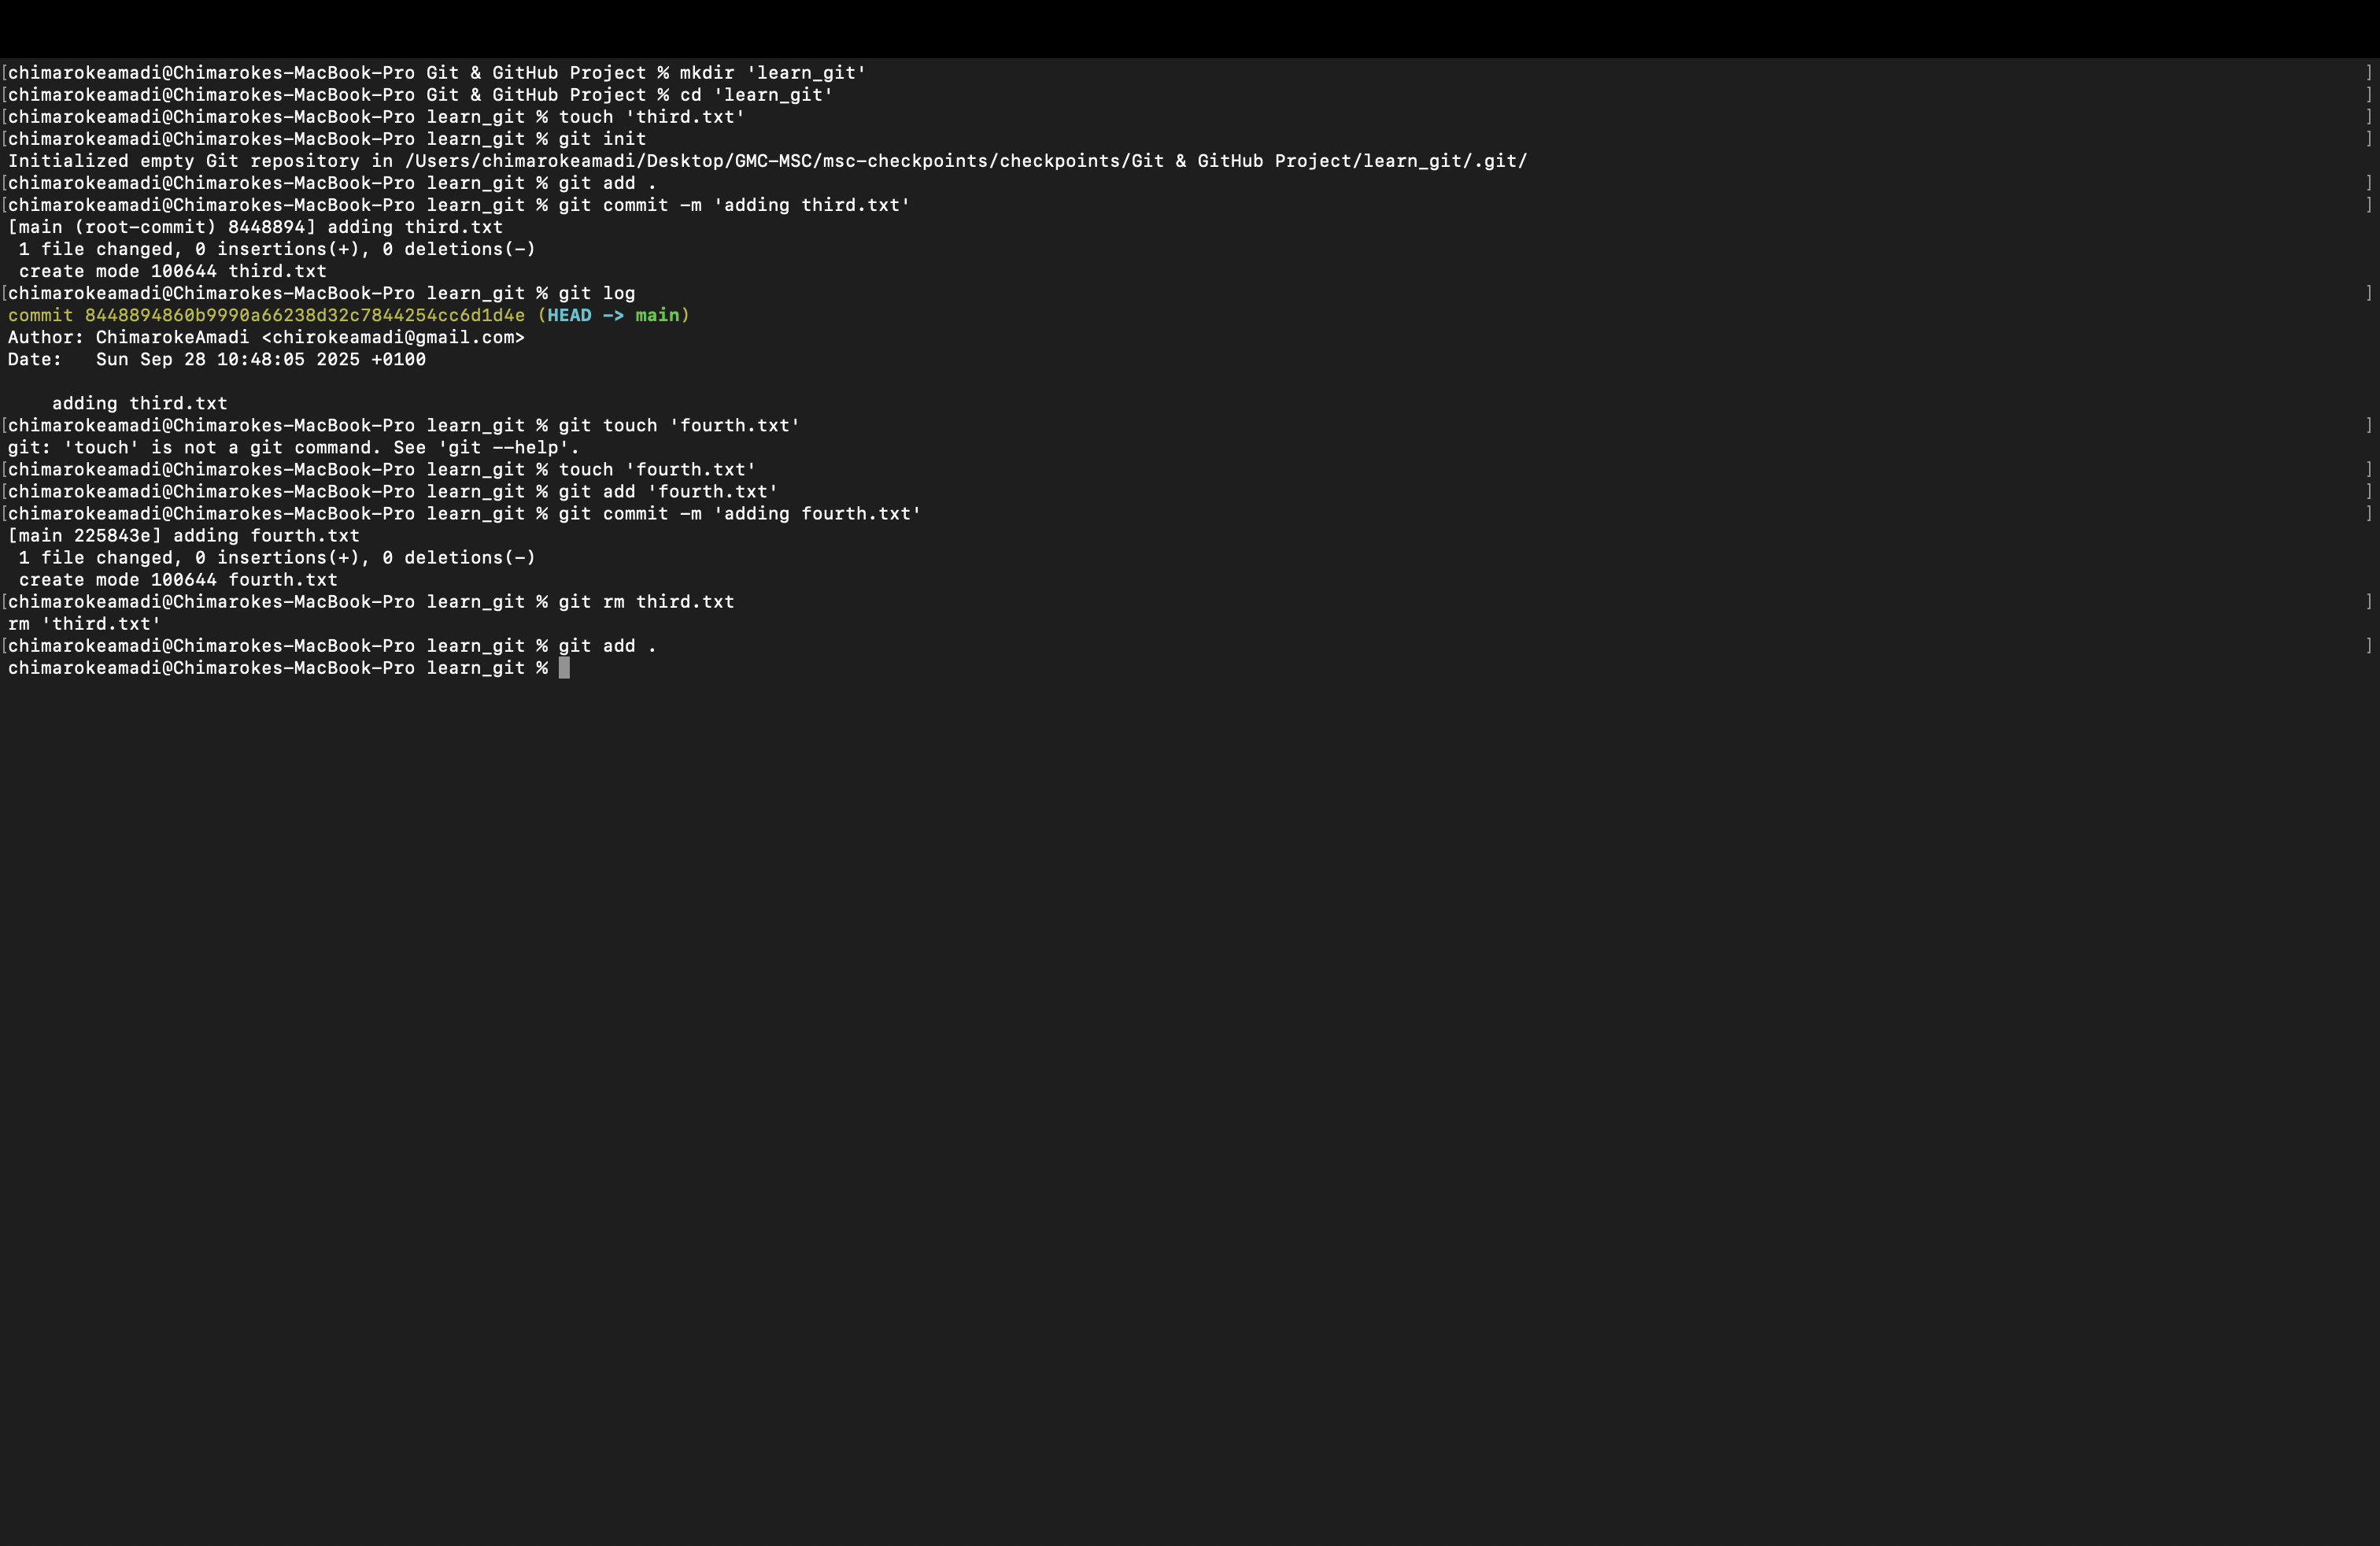 [chimarokeamadi@Chimarokes-MacBook-Pro Git & GitHub Project % mkdir 'learn_git' ]
[chimarokeamadi@Chimarokes-MacBook-Pro Git & GitHub Project % cd 'learn_git' ]
[chimarokeamadi@Chimarokes-MacBook-Pro learn_git % touch 'third.txt' ]
[chimarokeamadi@Chimarokes-MacBook-Pro learn_git % git init ]
Initialized empty Git repository in /Users/chimarokeamadi/Desktop/GMC-MSC/msc-checkpoints/checkpoints/Git & GitHub Project/learn_git/.git/
[chimarokeamadi@Chimarokes-MacBook-Pro learn_git % git add . ]
[chimarokeamadi@Chimarokes-MacBook-Pro learn_git % git commit -m 'adding third.txt' ]
[main (root-commit) 8448894] adding third.txt
 1 file changed, 0 insertions(+), 0 deletions(-)
 create mode 100644 third.txt
[chimarokeamadi@Chimarokes-MacBook-Pro learn_git % git log ]
commit 8448894860b9990a66238d32c7844254cc6d1d4e (HEAD -> main)
Author: ChimarokeAmadi <chirokeamadi@gmail.com>
Date:   Sun Sep 28 10:48:05 2025 +0100
    adding third.txt
[chimarokeamadi@Chimarokes-MacBook-Pro learn_git % git touch 'fourth.txt' ]
git: 'touch' is not a git command. See 'git --help'.
[chimarokeamadi@Chimarokes-MacBook-Pro learn_git % touch 'fourth.txt' ]
[chimarokeamadi@Chimarokes-MacBook-Pro learn_git % git add 'fourth.txt' ]
[chimarokeamadi@Chimarokes-MacBook-Pro learn_git % git commit -m 'adding fourth.txt' ]
[main 225843e] adding fourth.txt
 1 file changed, 0 insertions(+), 0 deletions(-)
 create mode 100644 fourth.txt
[chimarokeamadi@Chimarokes-MacBook-Pro learn_git % git rm third.txt ]
rm 'third.txt'
[chimarokeamadi@Chimarokes-MacBook-Pro learn_git % git add . ]
chimarokeamadi@Chimarokes-MacBook-Pro learn_git %